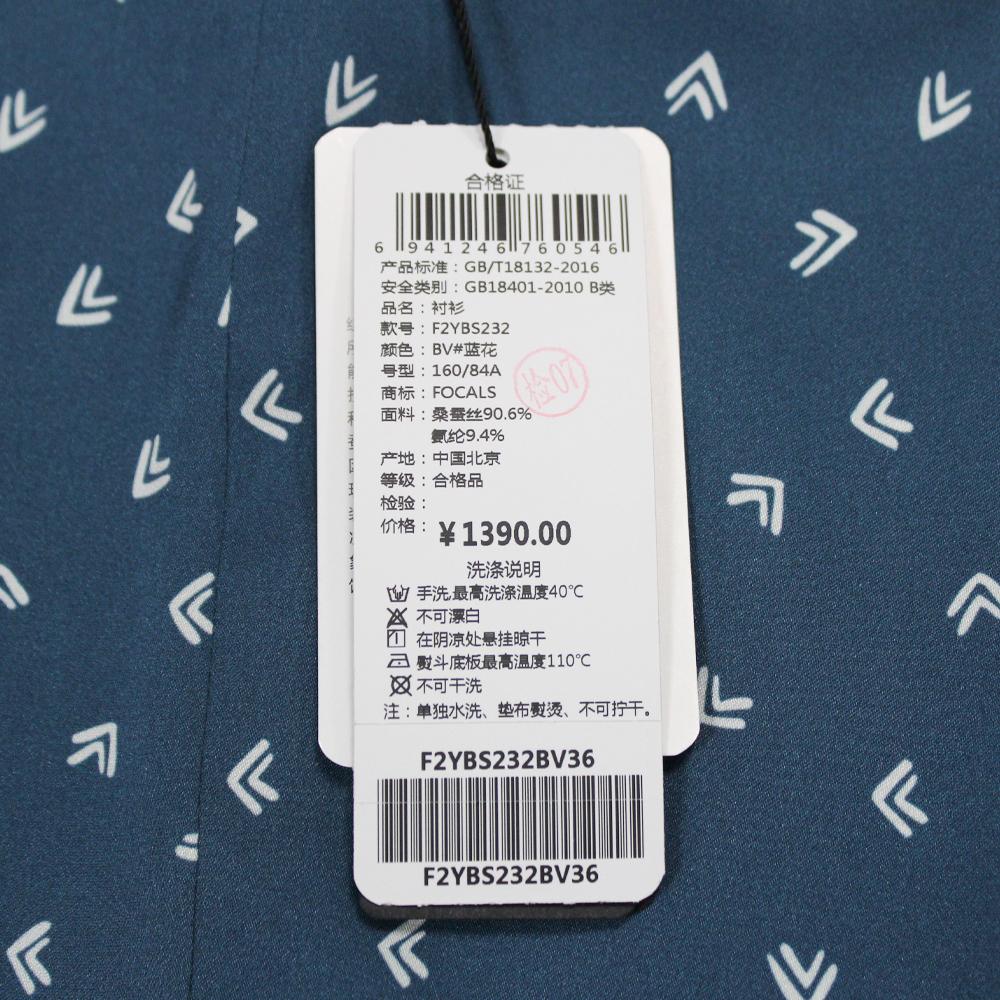 合格证
6 941246 760546
产品标准：GB/T18132-2016
安全类别：GB18401-2010 B类
品名：衬衫
款号：F2YBS232
颜色：BV#蓝花
号型：160/84A
商标：FOCALS
检07
面料：桑蚕丝90.6%
氨纶9.4%
产地：中国北京
等级：合格品
检验：
价格：￥1390.00
洗涤说明
手洗,最高洗涤温度40℃
不可漂白
在阴凉处悬挂晾干
熨斗底板最高温度110℃
不可干洗
注：单独水洗、垫布熨烫、不可拧干。
F2YBS232BV36
F2YBS232BV36